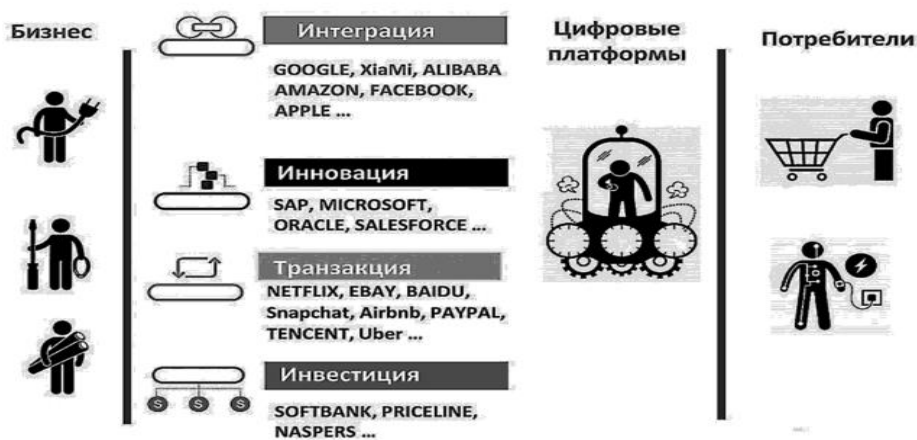 Бизнес
Интеграция
GOOGLE, XiaMi, ALIBABA
AMAZON, FACEBOOK,
APPLE ...
Инновация
SAP, MICROSOFT,
ORACLE, SALESFORCE ...
Транзакция
NETFLIX, EBAY, BAIDU,
Snapchat, Airbnb, PAYPAL,
TENCENT, Uber ...
Инвестиция
S S S
SOFTBANK, PRICELINE,
NASPERS ...
Цифровые
платформы
Потребители